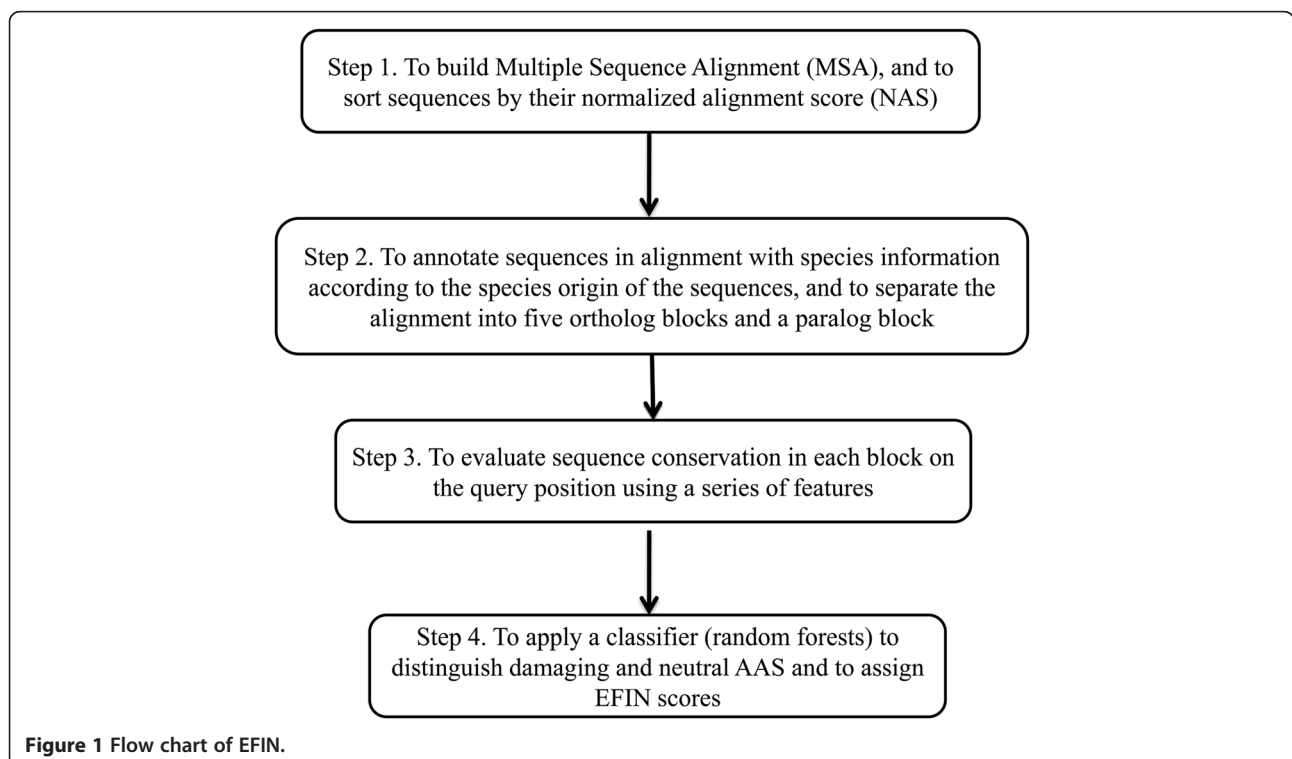 Step 1. To build Multiple Sequence Alignment (MSA), and to
sort sequences by their normalized alignment score (NAS)
Step 2. To annotate sequences in alignment with species information
according to the species origin of the sequences, and to separate the
alignment into five ortholog blocks and a paralog block
Step 3. To evaluate sequence conservation in each block on
the query position using a series of features
Step 4. To apply a classifier (random forests) to
distinguish damaging and neutral AAS and to assign
EFIN scores
Figure 1 Flow chart of EFIN.